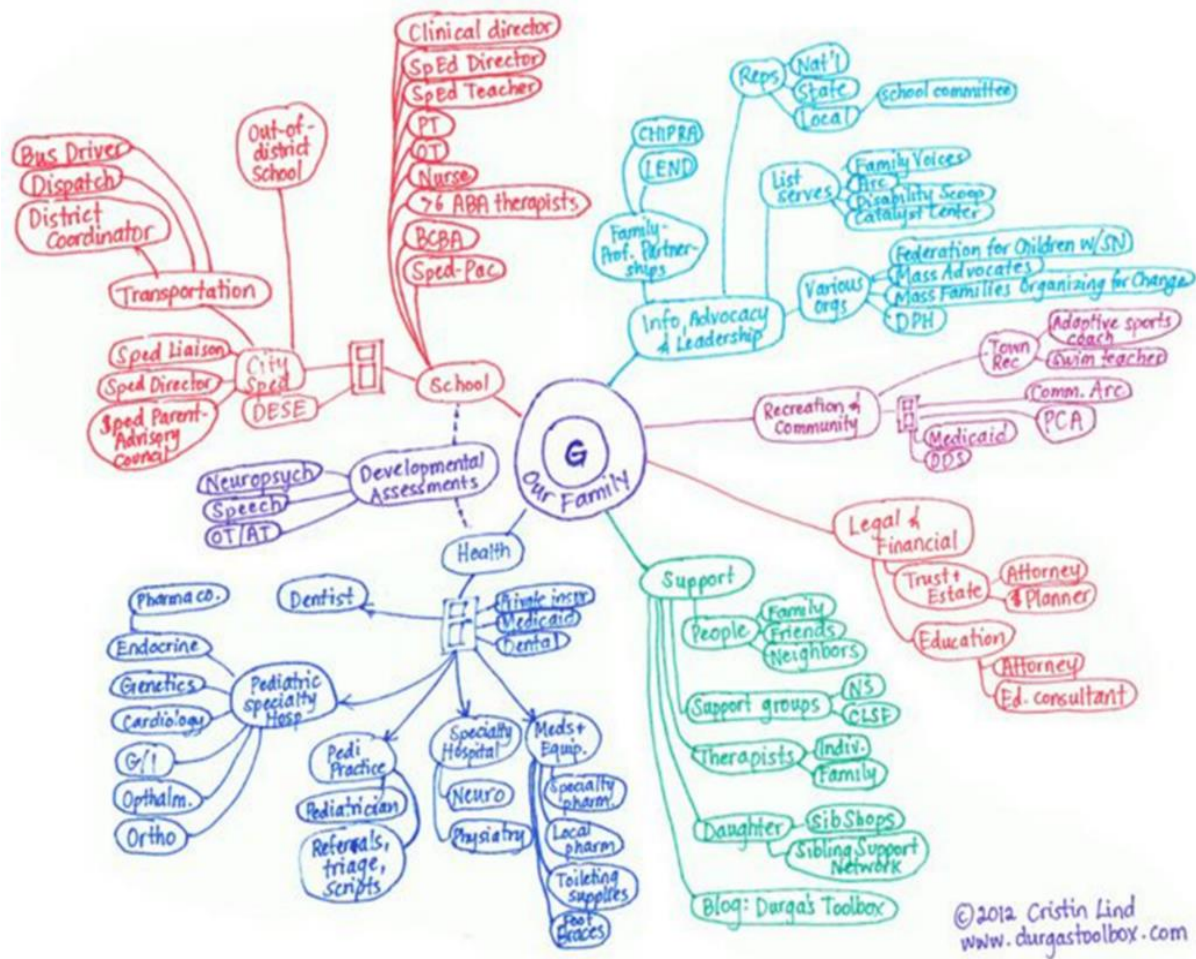 Clinical director
SpEd Director
SpEd Teacher
PT
OT
Nurse
>6 ABA therapists
BCBA
Sped-Pac
School
Out-of-
district
School
Bus Driver
Dispatch
District
Coordinator
Transportation
Sped Liaison
Sped Director
Sped Parent-
Advisory
Council
City
Sped
DESE
Reps
Nat'l
State
Local
school committee
CHIPRA
LEND
Family-
Prof. Partner-
ships
List
serves
Family Voices
Arc
Disability Scoop
Catalyst Center
Various
orgs
Federation for Children w/SN
Mass Advocates
Mass Families Organizing for Change
DPH
Info, Advocacy
& Leadership
Town
Rec
Adaptive sports
coach
Swim teacher
Recreation &
Community
Comm. Arc
PCA
Medicaid
DDS
G
Our Family
Developmental
Assessments
Neuropsych
Speech
OT/AT
Legal &
Financial
Trust +
Estate
Attorney
$ Planner
Education
Attorney
Ed. consultant
Health
Dentist
Private insr
Medicaid
Dental
Pharma co.
Endocrine
Genetics
Cardiology
G/I
Opthalm.
Ortho
Pediatric
specialty
Hosp
Pedi
Practice
Pediatrician
Referrals,
triage,
scripts
Specialty
Hospital
Neuro
Physiatry
Meds +
Equip.
Specialty
pharm.
Local
pharm
Toileting
supplies
Foot
Braces
Support
People
Family
Friends
Neighbors
Support groups
NS
CLSF
Therapists
Indiv.
Family
Daughter
SibShops
Sibling Support
Network
Blog: Durga's Toolbox
©2012 Cristin Lind
www.durgastoolbox.com